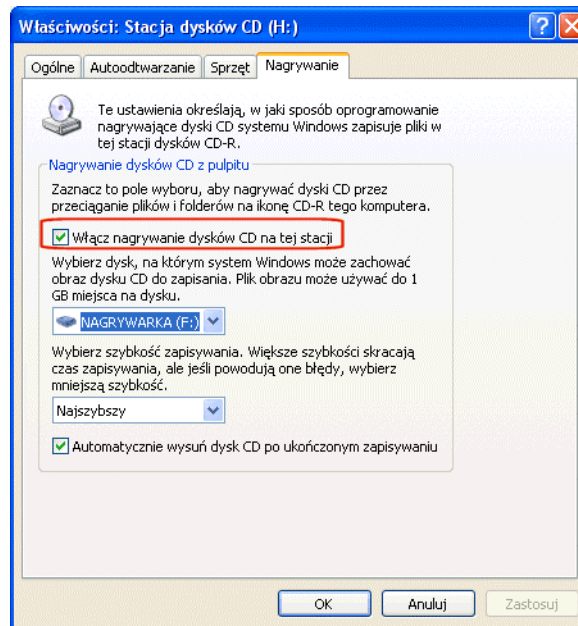 Właściwości: Stacja dysków CD (H:)
Ogólne Autoodtwarzanie Sprzęt Nagrywanie
Te ustawienia określają, w jaki sposób oprogramowanie
nagrywające dyski CD systemu Windows zapisuje pliki w
tej stacji dysków CD-R.
Nagrywanie dysków CD z pulpitu
Zaznacz to pole wyboru, aby nagrywać dyski CD przez
przeciąganie plików i folderów na ikonę CD-R tego komputera.
Włącz nagrywanie dysków CD na tej stacji
Wybierz dysk, na którym system Windows może zachować
obraz dysku CD do zapisania. Plik obrazu może używać do 1
GB miejsca na dysku.
NAGRYWARKA (F:)
Wybierz szybkość zapisywania. Większe szybkości skracają
czas zapisywania, ale jeśli powodują one błędy, wybierz
mniejszą szybkość.
Najszybszy
Automatycznie wysuń dysk CD po ukończonym zapisywaniu
OK Anuluj Zastosuj